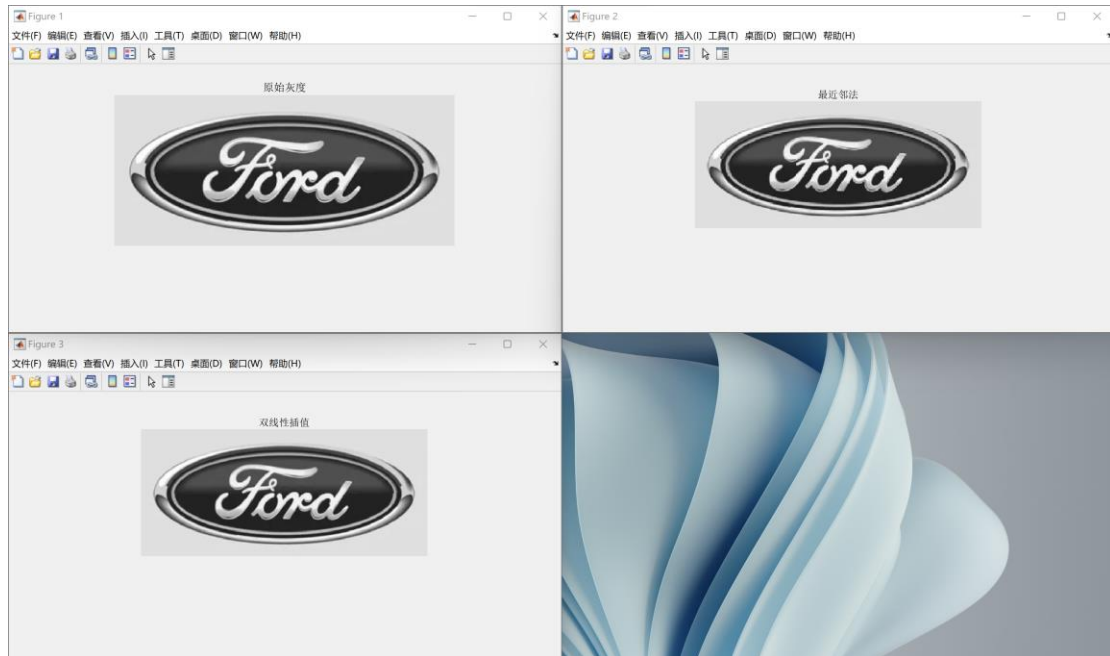 Figure 1
文件(F) 编辑(E) 查看(V) 插入(I) 工具(T) 桌面(D) 窗口(W) 帮助(H)
原始灰度
Ford
Figure 2
文件(F) 编辑(E) 查看(V) 插入(I) 工具(T) 桌面(D) 窗口(W) 帮助(H)
最近邻法
Ford
Figure 3
文件(F) 编辑(E) 查看(V) 插入(I) 工具(T) 桌面(D) 窗口(W) 帮助(H)
双线性插值
Ford